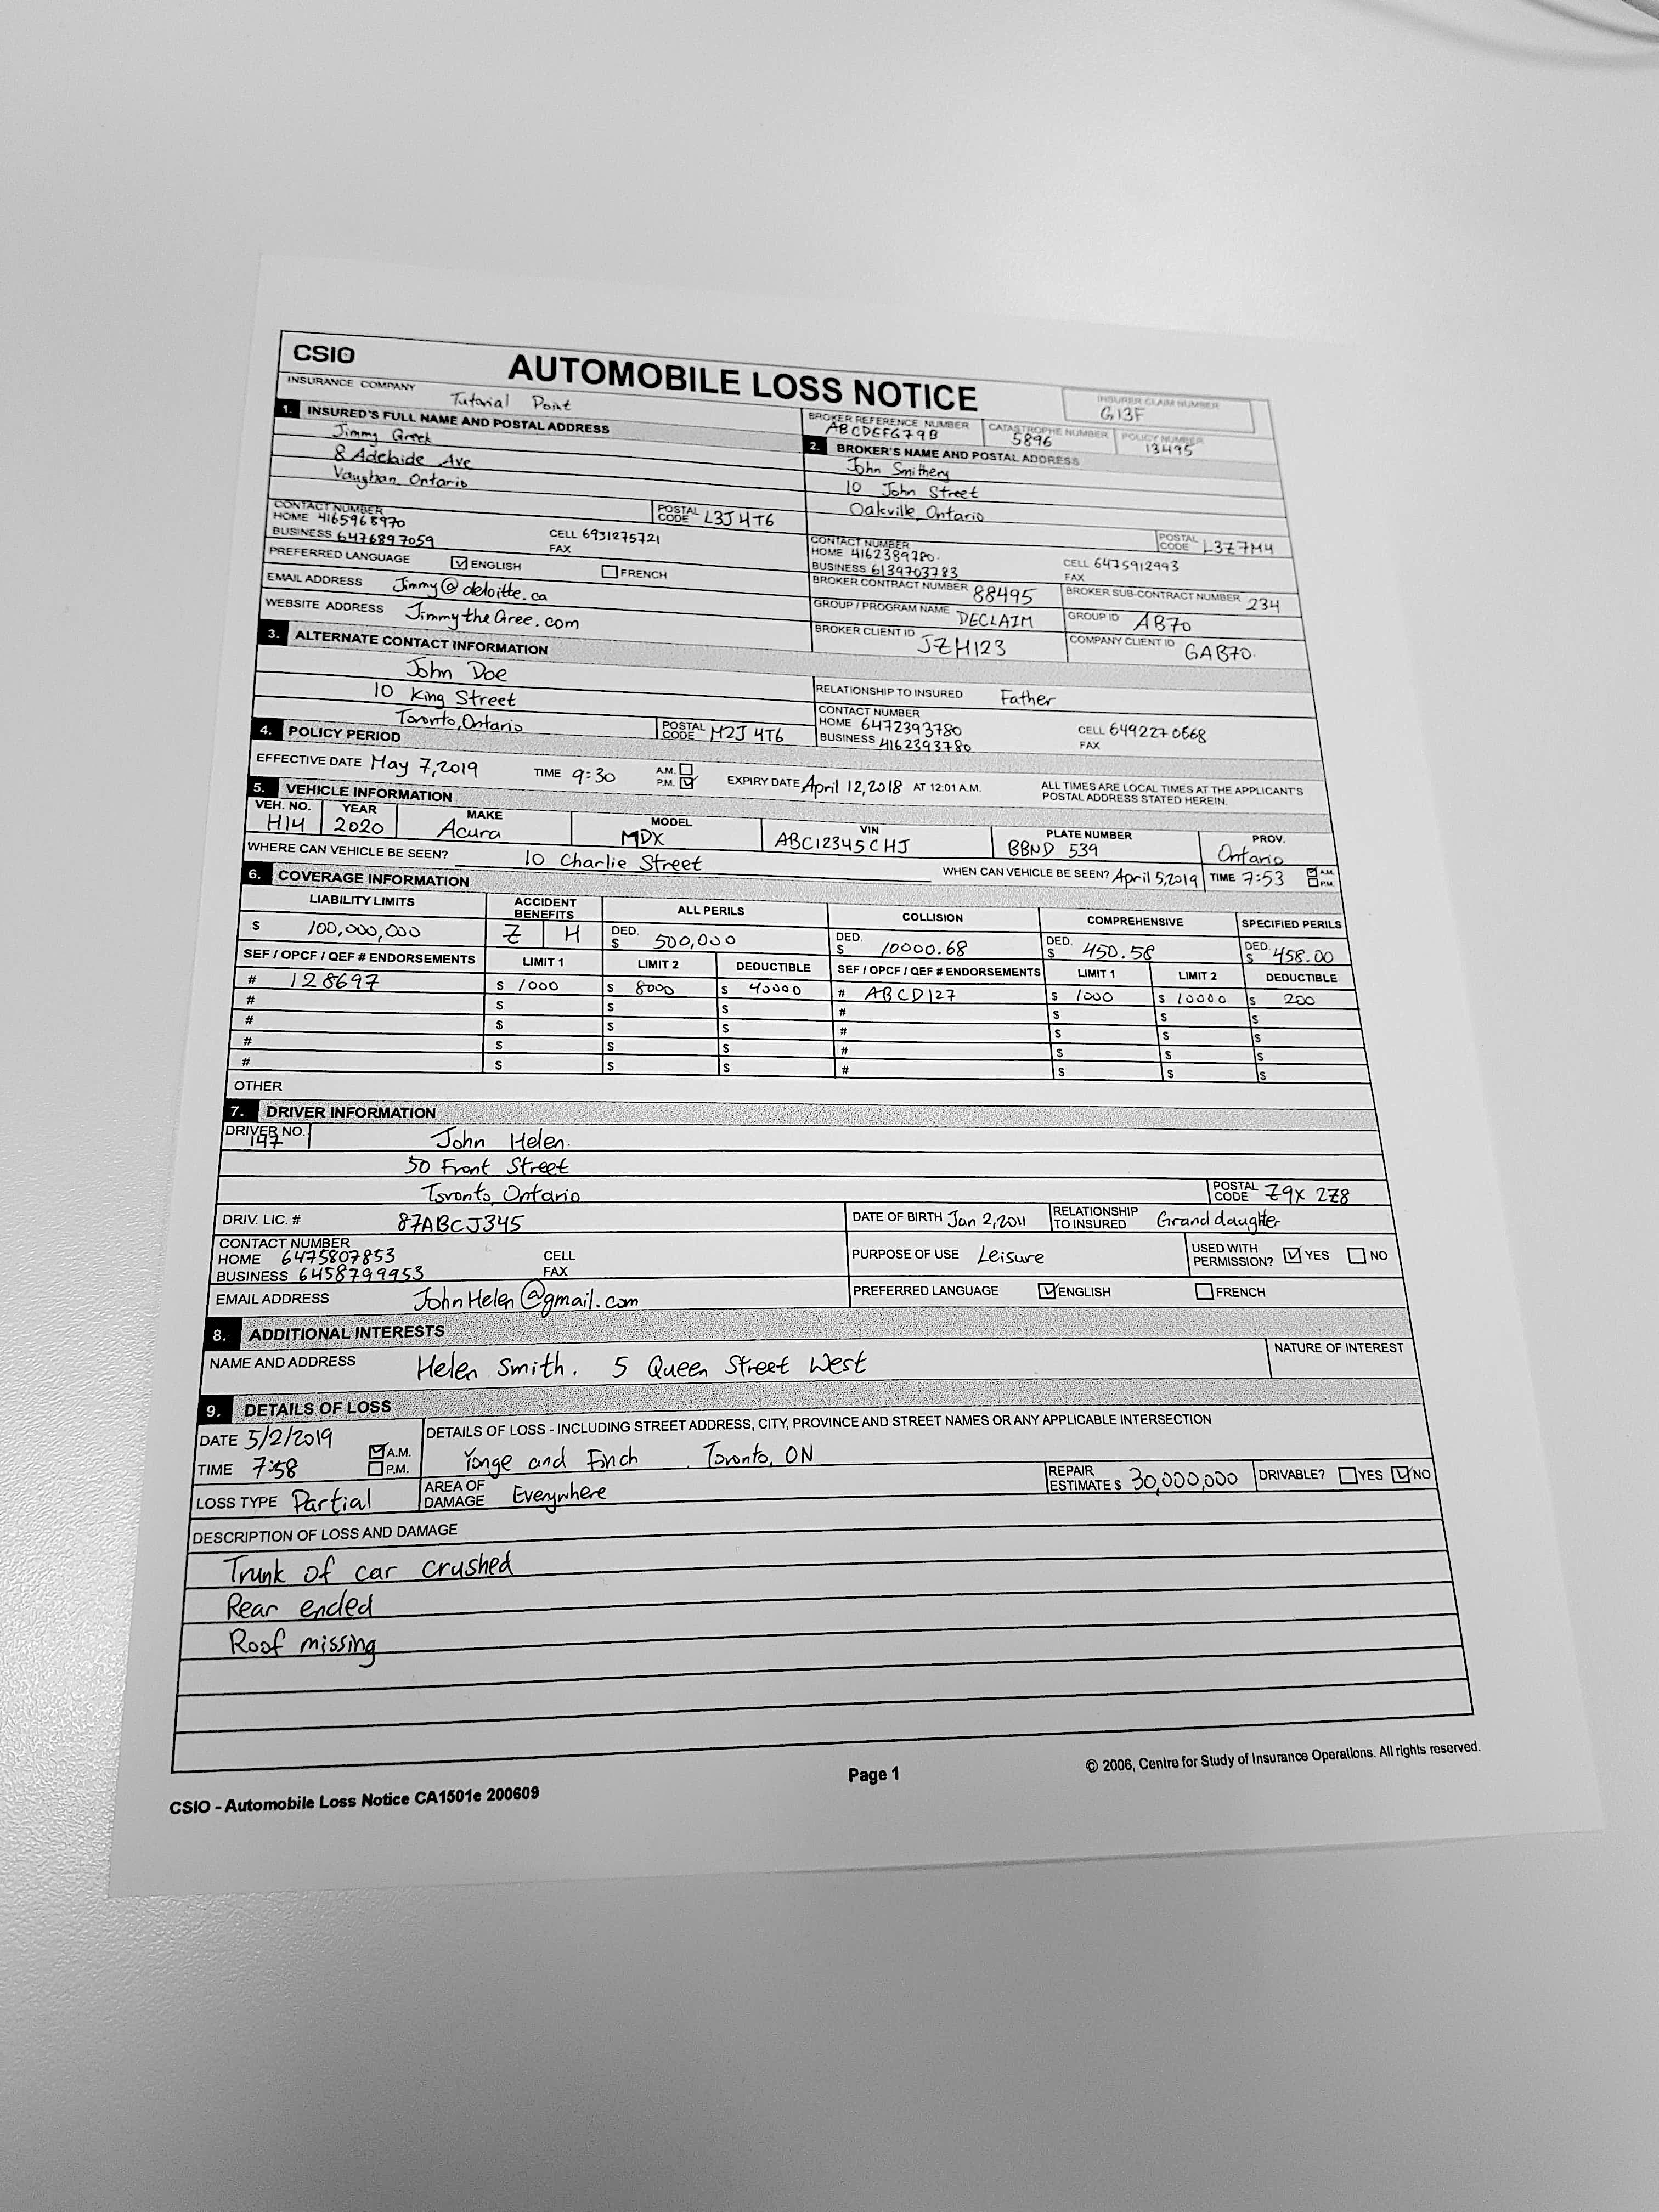 CSIO
AUTOMOBILE LOSS NOTICE
INSURER CLAIM NUMBER
G13F
INSURANCE COMPANY Tutorial Point
BROKER REFERENCE NUMBER CATASTROPHE NUMBER POLICY NUMBER
ABCDEFG79B 5896 13495
1. INSURED'S FULL NAME AND POSTAL ADDRESS
Jimmy Greek
8 Adelaide Ave
Vaughan Ontario
CONTACT NUMBER
POSTAL CODE L3J4T6
HOME 4165968970
CELL 6931275721
BUSINESS 6476897059
FAX
PREFERRED LANGUAGE ENGLISH FRENCH
EMAIL ADDRESS Jimmy@deloitte.ca
WEBSITE ADDRESS JimmytheGree.com
2. BROKER'S NAME AND POSTAL ADDRESS
John Smithery
10 John Street
Oakville, Ontario
CONTACT NUMBER
POSTAL CODE L3Z7M4
HOME 4162389780.
CELL 6475912993
BUSINESS 6139703783
FAX
BROKER CONTRACT NUMBER 88495 BROKER SUB-CONTRACT NUMBER 234
GROUP / PROGRAM NAME DECLAIM GROUP ID AB70
BROKER CLIENT ID JZH123 COMPANY CLIENT ID GAB70.
3. ALTERNATE CONTACT INFORMATION
John Doe
10 King Street
Toronto, Ontario
POSTAL CODE M2J 4T6
RELATIONSHIP TO INSURED Father
CONTACT NUMBER
HOME 6472393780
CELL 6492270668
BUSINESS 4162393780
FAX
4. POLICY PERIOD
EFFECTIVE DATE May 7,2019 TIME 9:30 A.M. P.M. EXPIRY DATE April 12,2018 AT 12:01 A.M. ALL TIMES ARE LOCAL TIMES AT THE APPLICANT'S
POSTAL ADDRESS STATED HEREIN.
5. VEHICLE INFORMATION
VEH. NO. YEAR MAKE MODEL VIN PLATE NUMBER PROV.
H14 2020 Acura MDX ABC12345CHJ BBND 539 Ontario
WHERE CAN VEHICLE BE SEEN? 10 Charlie Street WHEN CAN VEHICLE BE SEEN? April 5,2019 TIME 7:53 A.M. P.M.
6. COVERAGE INFORMATION
LIABILITY LIMITS ACCIDENT BENEFITS ALL PERILS COLLISION COMPREHENSIVE SPECIFIED PERILS
$ 100,000,000 Z H DED. $ 500,000 DED. $ 10000.68 DED. $ 450.58 DED. $ 458.00
SEF / OPCF / QEF # ENDORSEMENTS LIMIT 1 LIMIT 2 DEDUCTIBLE SEF / OPCF / QEF # ENDORSEMENTS LIMIT 1 LIMIT 2 DEDUCTIBLE
# 128697 $ 1000 $ 8000 $ 40000 # ABCD127 $ 1000 $ 10000 $ 200
# $ $ $ # $ $ $
# $ $ $ # $ $ $
# $ $ $ # $ $ $
# $ $ $ # $ $ $
OTHER
7. DRIVER INFORMATION
DRIVER NO. 147 John Helen.
50 Front Street
Toronto, Ontario POSTAL CODE Z9X 2Z8
DRIV. LIC. # 87ABCJ345 DATE OF BIRTH Jan 2,2011 RELATIONSHIP TO INSURED Grand daughter
CONTACT NUMBER
HOME 6475807853 CELL PURPOSE OF USE Leisure USED WITH PERMISSION? YES NO
BUSINESS 6458799953 FAX
EMAIL ADDRESS JohnHelen@gmail.com PREFERRED LANGUAGE ENGLISH FRENCH
8. ADDITIONAL INTERESTS
NAME AND ADDRESS Helen Smith. 5 Queen Street West NATURE OF INTEREST
9. DETAILS OF LOSS
DATE 5/2/2019 DETAILS OF LOSS - INCLUDING STREET ADDRESS, CITY, PROVINCE AND STREET NAMES OR ANY APPLICABLE INTERSECTION
TIME 7:58 A.M. P.M. Yonge and Finch Toronto, ON
LOSS TYPE Partial AREA OF DAMAGE Everywhere REPAIR ESTIMATE $ 30,000,000 DRIVABLE? YES NO
DESCRIPTION OF LOSS AND DAMAGE
Trunk of car crushed
Rear ended
Roof missing
CSIO - Automobile Loss Notice CA1501e 200609
Page 1
© 2006, Centre for Study of Insurance Operations. All rights reserved.